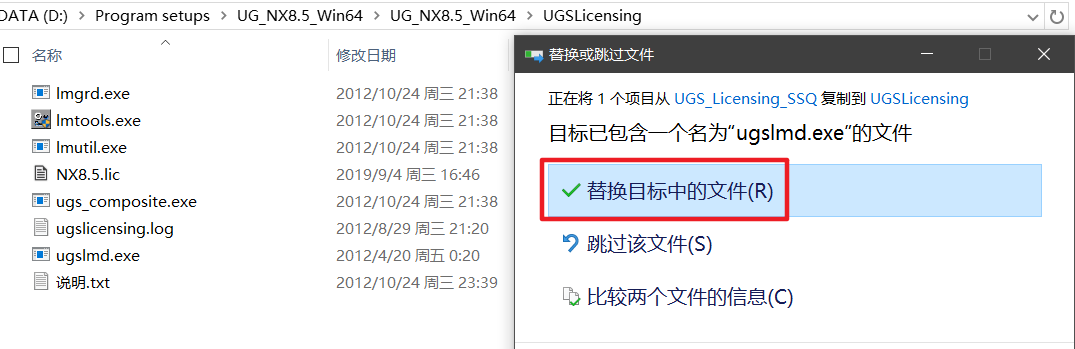 DATA (D:) > Program setups > UG_NX8.5_Win64 > UG_NX8.5_Win64 > UGSLicensing
名称 修改日期
lmgrd.exe 2012/10/24 周三 21:38
lmtools.exe 2012/10/24 周三 21:38
lmutil.exe 2012/10/24 周三 21:38
NX8.5.lic 2019/9/4 周三 16:46
ugs_composite.exe 2012/10/24 周三 21:38
ugslicensing.log 2012/8/29 周三 21:20
ugslmd.exe 2012/4/20 周五 0:20
说明.txt 2012/10/24 周三 23:39
替换或跳过文件
正在将 1 个项目从 UGS_Licensing_SSQ 复制到 UGSLicensing
目标已包含一个名为“ugslmd.exe”的文件
替换目标中的文件(R)
跳过该文件(S)
比较两个文件的信息(C)